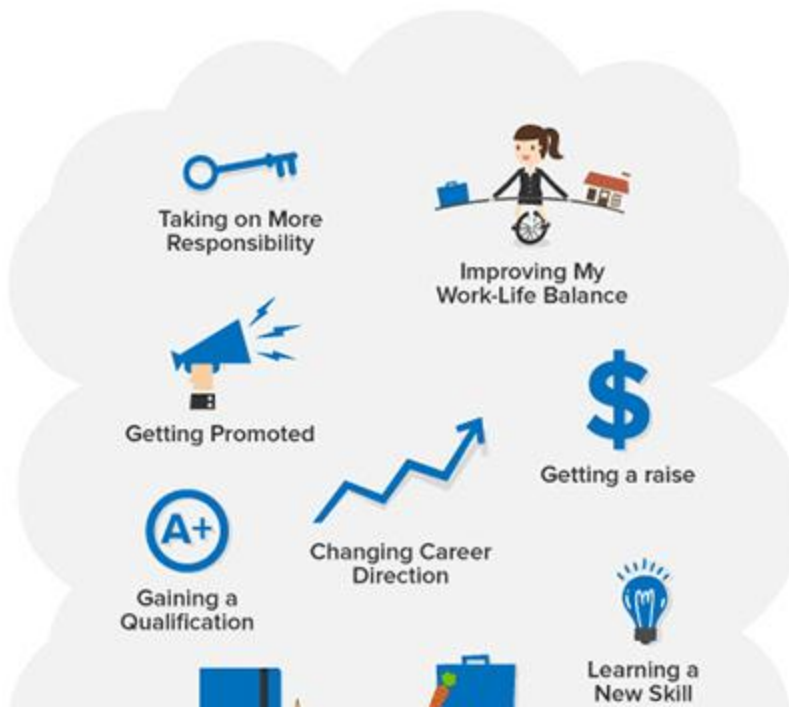 Taking on More
Responsibility
Improving My
Work-Life Balance
Getting Promoted
Getting a raise
A+
Changing Career
Direction
Gaining a
Qualification
Learning a
New Skill